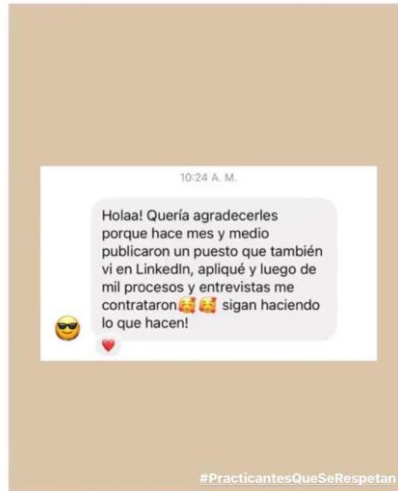 10:24 A. M.
Holaa! Quería agradecerles
porque hace mes y medio
publicaron un puesto que también
vi en LinkedIn, apliqué y luego de
mil procesos y entrevistas me
contrataron🥰🥰 sigan haciendo
lo que hacen!
#PracticantesQueSeRespetan